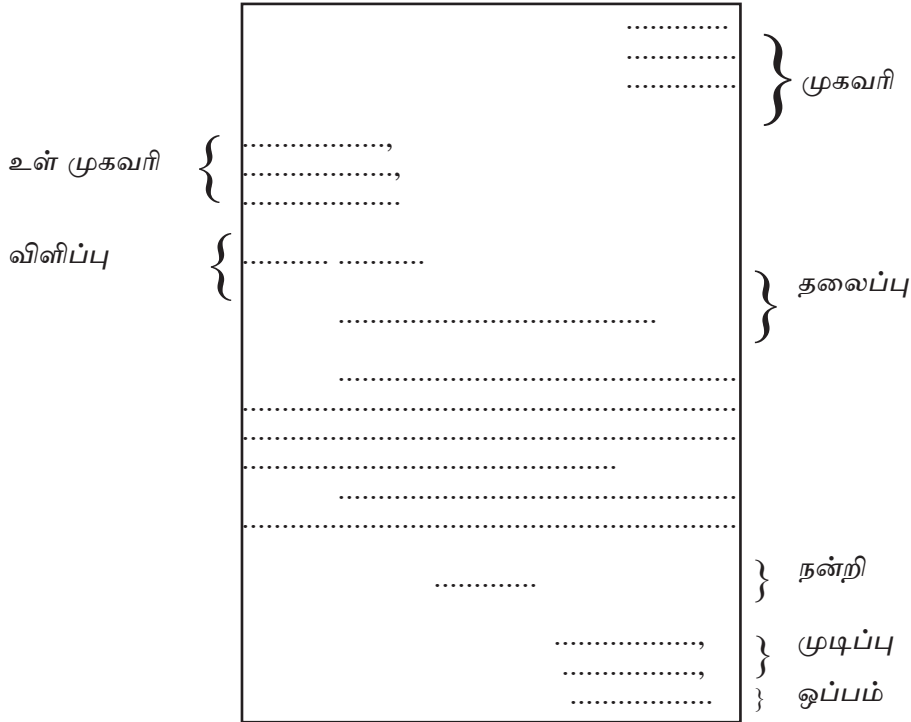 முகவரி
உள் முகவரி
விளிப்பு
தலைப்பு
நன்றி
முடிப்பு
ஒப்பம்